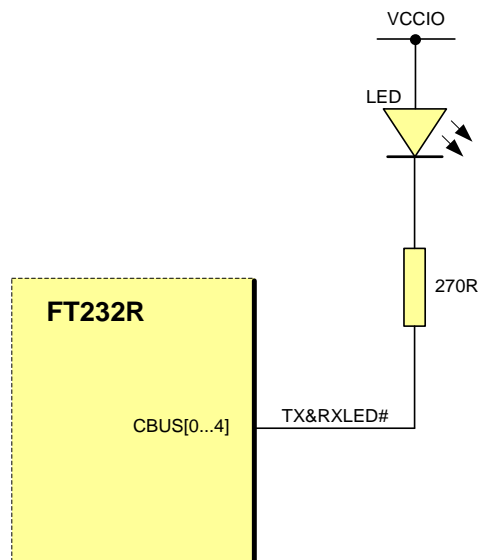 VCCIO
LED
270R
FT232R
CBUS[0...4]
TX&RXLED#